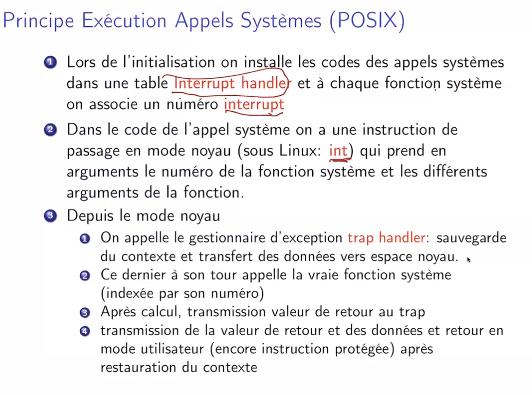 Principe Exécution Appels Systèmes (POSIX)
1 Lors de l'initialisation on installe les codes des appels systèmes
dans une table Interrupt handler et à chaque fonction système
on associe un numéro interrupt
2 Dans le code de l'appel système on a une instruction de
passage en mode noyau (sous Linux: int) qui prend en
arguments le numéro de la fonction système et les différents
arguments de la fonction.
3 Depuis le mode noyau
1 On appelle le gestionnaire d'exception trap handler: sauvegarde
du contexte et transfert des données vers espace noyau.
2 Ce dernier à son tour appelle la vraie fonction système
(indexée par son numéro)
3 Après calcul, transmission valeur de retour au trap
4 transmission de la valeur de retour et des données et retour en
mode utilisateur (encore instruction protégée) après
restauration du contexte